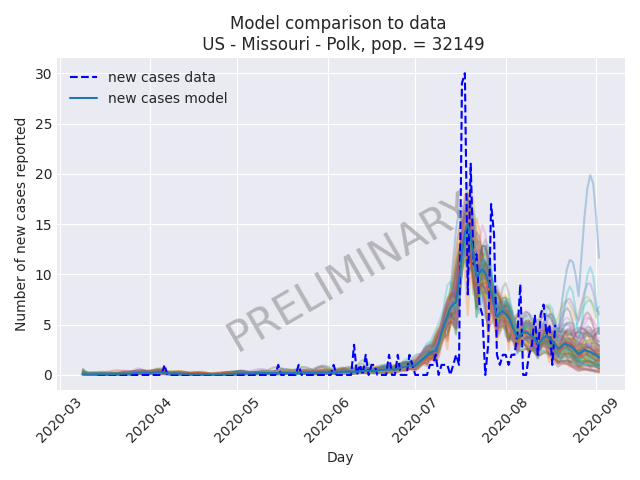 Model comparison to data
US - Missouri - Polk, pop. = 32149
new cases data
new cases model
Number of new cases reported
30
25
20
15
10
5
0
PRELIMINARY
2020-03
2020-04
2020-05
2020-06
2020-07
2020-08
2020-09
Day